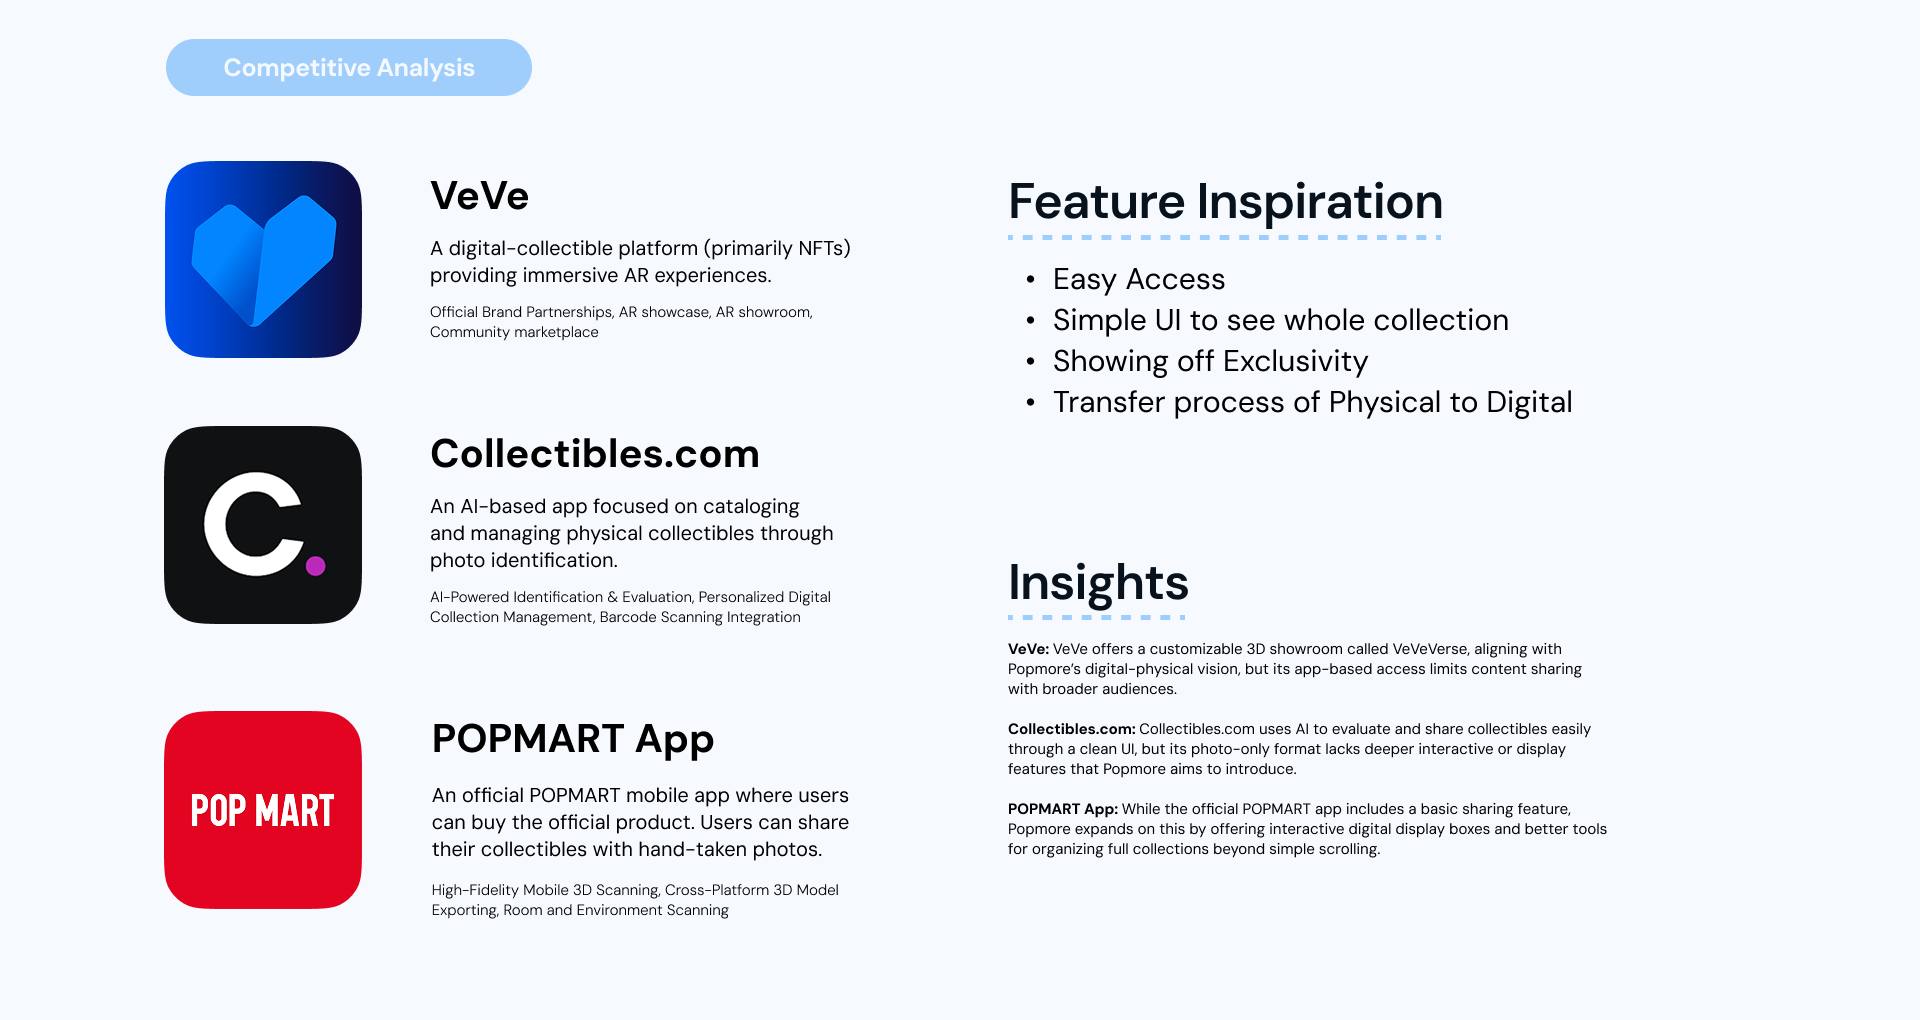 Competitive Analysis
VeVe
A digital-collectible platform (primarily NFTs)
providing immersive AR experiences.
Official Brand Partnerships, AR showcase, AR showroom,
Community marketplace
C.
Collectibles.com
An AI-based app focused on cataloging
and managing physical collectibles through
photo identification.
AI-Powered Identification & Evaluation, Personalized Digital
Collection Management, Barcode Scanning Integration
POP MART
POPMART App
An official POPMART mobile app where users
can buy the official product. Users can share
their collectibles with hand-taken photos.
High-Fidelity Mobile 3D Scanning, Cross-Platform 3D Model
Exporting, Room and Environment Scanning
Feature Inspiration
• Easy Access
• Simple UI to see whole collection
• Showing off Exclusivity
• Transfer process of Physical to Digital
Insights
VeVe: VeVe offers a customizable 3D showroom called VeVeVerse, aligning with
Popmore’s digital-physical vision, but its app-based access limits content sharing
with broader audiences.
Collectibles.com: Collectibles.com uses AI to evaluate and share collectibles easily
through a clean UI, but its photo-only format lacks deeper interactive or display
features that Popmore aims to introduce.
POPMART App: While the official POPMART app includes a basic sharing feature,
Popmore expands on this by offering interactive digital display boxes and better tools
for organizing full collections beyond simple scrolling.